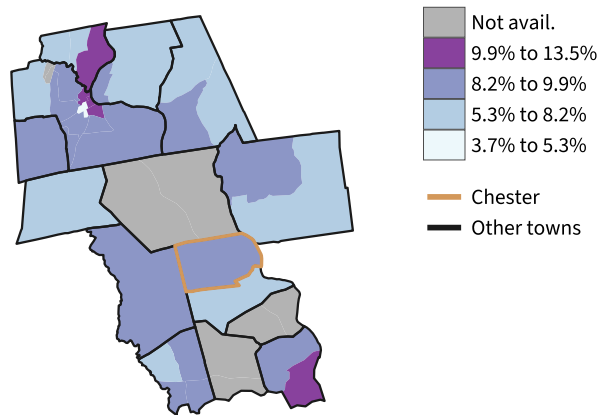 Not avail.
9.9% to 13.5%
8.2% to 9.9%
5.3% to 8.2%
3.7% to 5.3%
Chester
Other towns